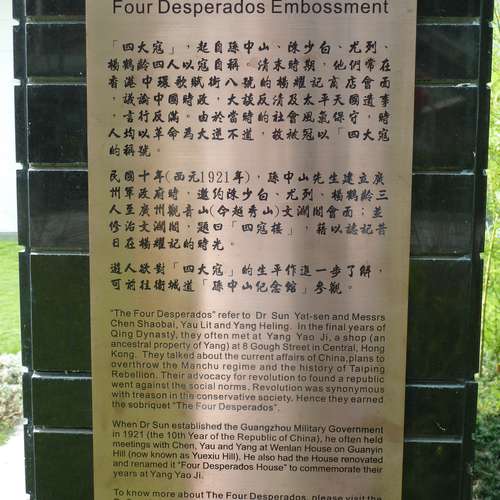 Four Desperados Embossment
「四大寇」，起自孫中山、陳少白、尤列、
楊鶴齡四人以寇自稱。清末時期，他們常在
香港中環歌賦街八號的楊耀記商店會面
，議論中國時政，大談反清及太平天國遺事
，言行反滿。由於當時的社會風氣保守，時
人均以革命為大逆不道，故被冠以「四大寇
的稱號。
民國十年(西元1921年)，孫中山先生建立廣
州軍政府時，邀約陳少白、尤列、楊鶴齡三
人至廣州觀音山(今越秀山)文瀾閣會面；並
修治文瀾閣，題曰「四寇樓」，藉以誌記昔
日在楊耀記的時光。
遊人欲對「四大寇」的生平作進一步了解，
可前往衛城道「孫中山紀念館」參觀。
"The Four Desperados" refer to Dr Sun Yat-sen and Messrs
Chen Shaobai, Yau Lit and Yang Heling. In the final years of
Qing Dynasty, they often met at Yang Yao Ji, a shop (an
ancestral property of Yang) at 8 Gough Street in Central, Hong
Kong. They talked about the current affairs of China,plans to
overthrow the Manchu regime and the history of Taiping
Rebellion. Their advocacy for revolution to found a republic
went against the social norms. Revolution was synonymous
with treason in the conservative society. Hence they earned
the sobriquet "The Four Desperados".
When Dr Sun established the Guangzhou Military Government
in 1921 (the 10th Year of the Republic of China), he often held
meetings with Chen, Yau and Yang at Wenlan House on Guanyin
Hill (now known as Yuexiu Hill). He also had the House renovated
and renamed it "Four Desperados House" to commemorate their
years at Yang Yao Ji.
To know more about The Four Desperados, please visit the